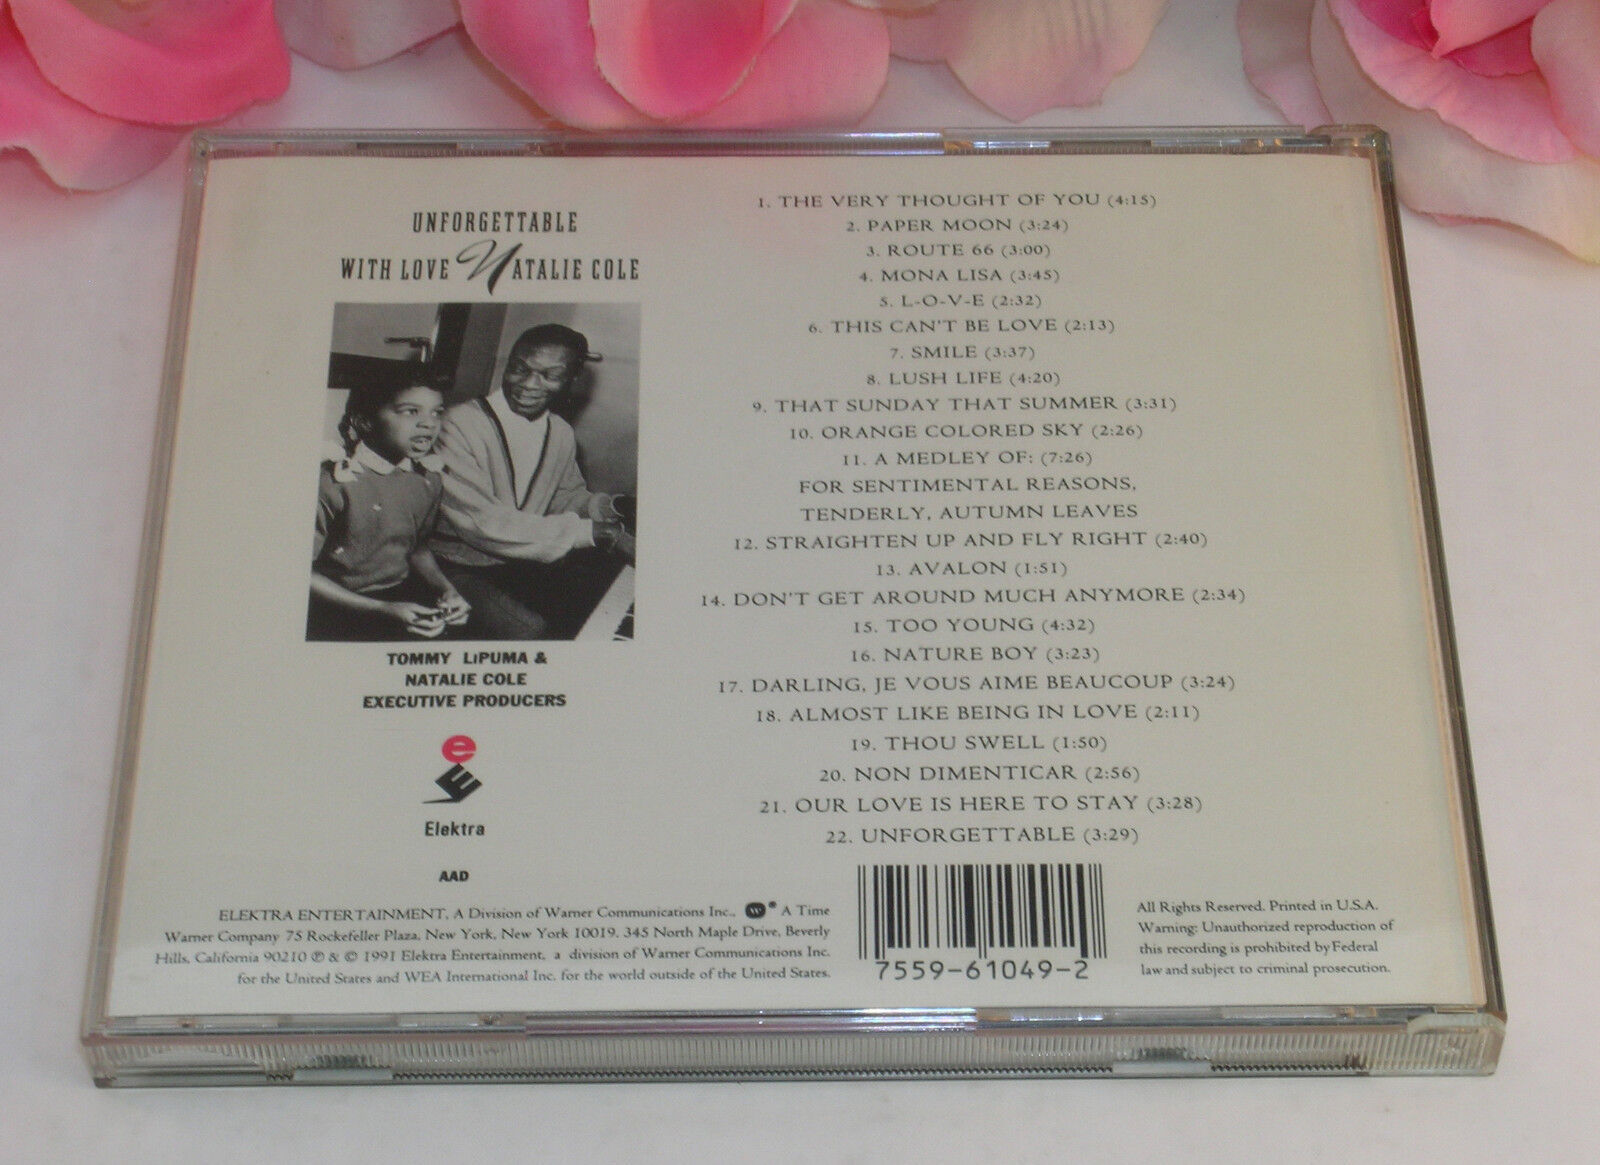 UNFORGETTABLE
WITH LOVE NATALIE COLE
TOMMY LiPUMA &
NATALIE COLE
EXECUTIVE PRODUCERS
e
E
Elektra
AAD
1. THE VERY THOUGHT OF YOU (4:15)
2. PAPER MOON (3:24)
3. ROUTE 66 (3:00)
4. MONA LISA (3:45)
5. L-O-V-E (2:32)
6. THIS CAN'T BE LOVE (2:13)
7. SMILE (3:37)
8. LUSH LIFE (4:20)
9. THAT SUNDAY THAT SUMMER (3:31)
10. ORANGE COLORED SKY (2:26)
11. A MEDLEY OF: (7:26)
FOR SENTIMENTAL REASONS,
TENDERLY, AUTUMN LEAVES
12. STRAIGHTEN UP AND FLY RIGHT (2:40)
13. AVALON (1:51)
14. DON'T GET AROUND MUCH ANYMORE (2:34)
15. TOO YOUNG (4:32)
16. NATURE BOY (3:23)
17. DARLING, JE VOUS AIME BEAUCOUP (3:24)
18. ALMOST LIKE BEING IN LOVE (2:11)
19. THOU SWELL (1:50)
20. NON DIMENTICAR (2:56)
21. OUR LOVE IS HERE TO STAY (3:28)
22. UNFORGETTABLE (3:29)
ELEKTRA ENTERTAINMENT, A Division of Warner Communications Inc., W® A Time
Warner Company 75 Rockefeller Plaza, New York, New York 10019. 345 North Maple Drive, Beverly
Hills, California 90210 ℗ & © 1991 Elektra Entertainment, a division of Warner Communications Inc.
for the United States and WEA International Inc. for the world outside of the United States.
7559-61049-2
All Rights Reserved. Printed in U.S.A.
Warning: Unauthorized reproduction of
this recording is prohibited by Federal
law and subject to criminal prosecution.